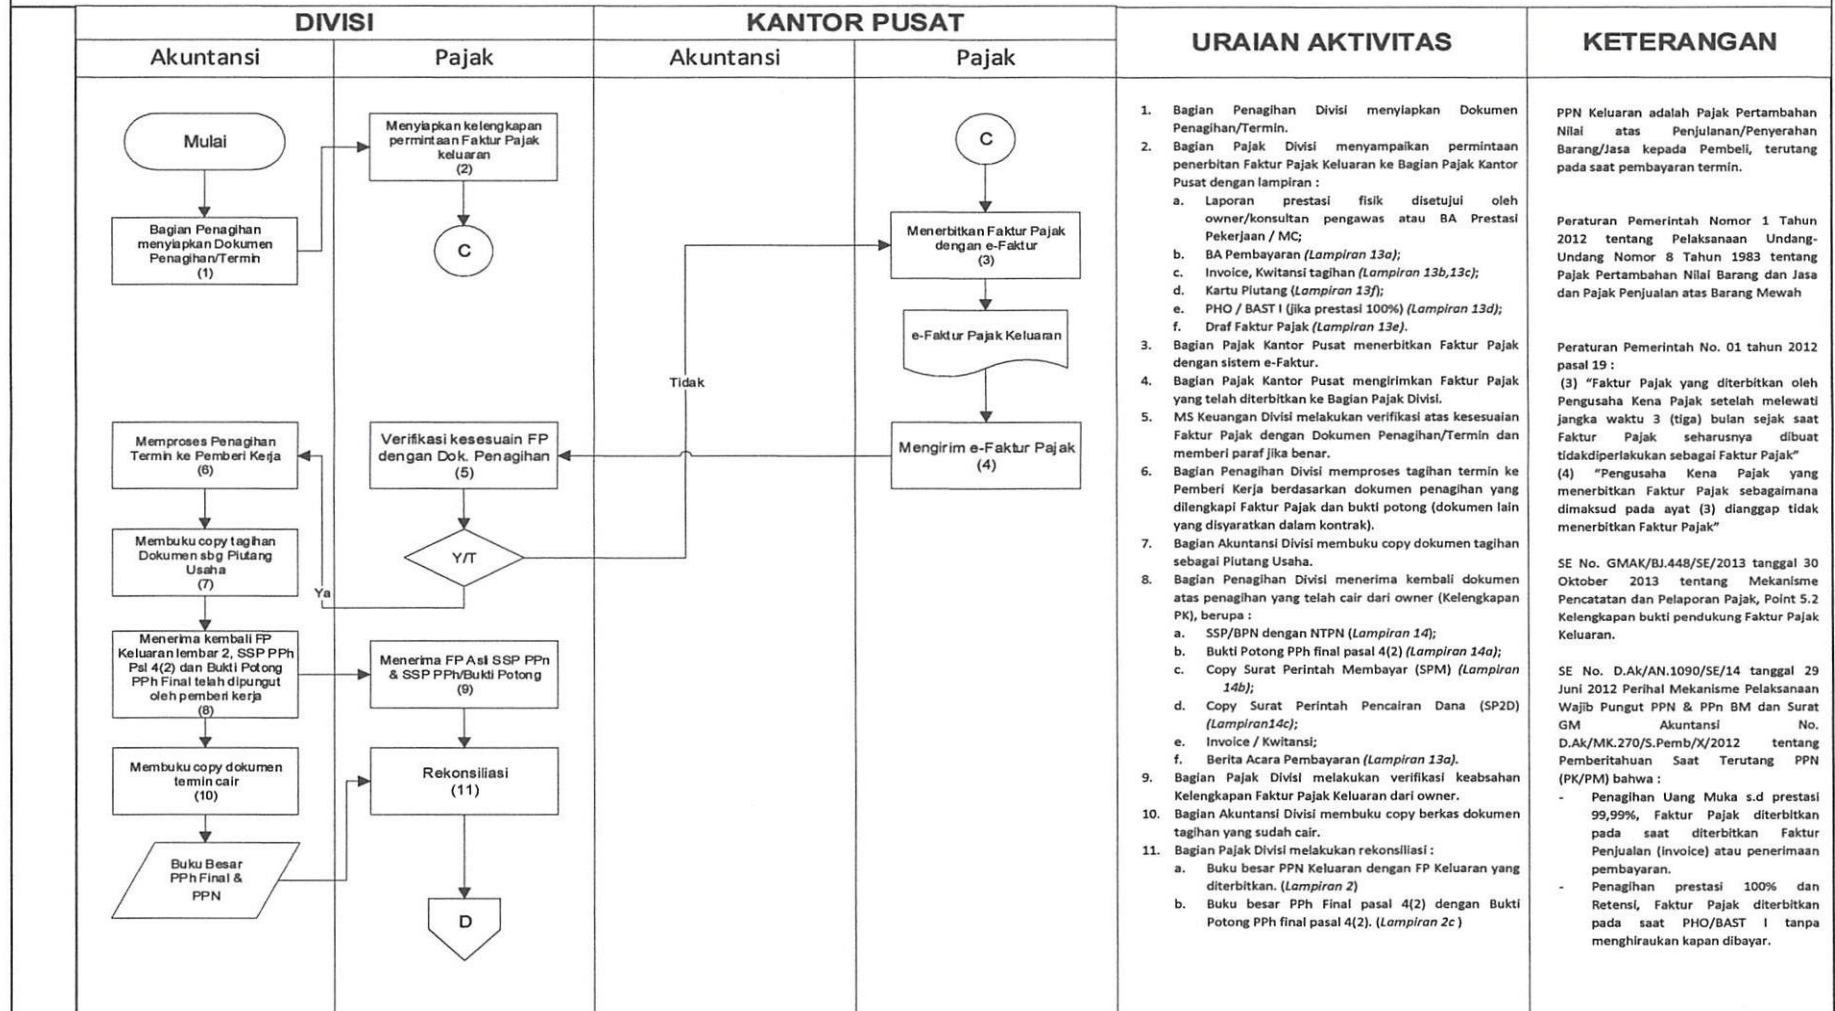 DIVISI
KANTOR PUSAT
URAIAN AKTIVITAS
KETERANGAN
Akuntansi
Pajak
Akuntansi
Pajak
Mulai
Bagian Penagihan
menyiapkan Dokumen
Penagihan/Termin
(1)
Menyiapkan kelengkapan
permintaan Faktur Pajak
keluaran
(2)
C
C
Menerbitkan Faktur Pajak
dengan e-Faktur
(3)
e-Faktur Pajak Keluaran
Tidak
Mengirim e-Faktur Pajak
(4)
Verifikasi kesesuain FP
dengan Dok. Penagihan
(5)
Y/T
Ya
Memproses Penagihan
Termin ke Pemberi Kerja
(6)
Membuku copy tagihan
Dokumen sbg Piutang
Usaha
(7)
Menerima kembali FP
Keluaran lembar 2, SSP PPh
Psl 4(2) dan Bukti Potong
PPh Final telah dipungut
oleh pemberi kerja
(8)
Menerima FP Asli SSP PPn
& SSP PPh/Bukti Potong
(9)
Membuku copy dokumen
termin cair
(10)
Rekonsiliasi
(11)
Buku Besar
PPh Final &
PPN
D
1. Bagian Penagihan Divisi menyiapkan Dokumen
Penagihan/Termin.
2. Bagian Pajak Divisi menyampaikan permintaan
penerbitan Faktur Pajak Keluaran ke Bagian Pajak Kantor
Pusat dengan lampiran :
a. Laporan prestasi fisik disetujui oleh
owner/konsultan pengawas atau BA Prestasi
Pekerjaan / MC;
b. BA Pembayaran (Lampiran 13a);
c. Invoice, Kwitansi tagihan (Lampiran 13b,13c);
d. Kartu Piutang (Lampiran 13f);
e. PHO / BAST I (jika prestasi 100%) (Lampiran 13d);
f. Draf Faktur Pajak (Lampiran 13e).
3. Bagian Pajak Kantor Pusat menerbitkan Faktur Pajak
dengan sistem e-Faktur.
4. Bagian Pajak Kantor Pusat mengirimkan Faktur Pajak
yang telah diterbitkan ke Bagian Pajak Divisi.
5. MS Keuangan Divisi melakukan verifikasi atas kesesuaian
Faktur Pajak dengan Dokumen Penagihan/Termin dan
memberi paraf jika benar.
6. Bagian Penagihan Divisi memproses tagihan termin ke
Pemberi Kerja berdasarkan dokumen penagihan yang
dilengkapi Faktur Pajak dan bukti potong (dokumen lain
yang disyaratkan dalam kontrak).
7. Bagian Akuntansi Divisi membuku copy dokumen tagihan
sebagai Piutang Usaha.
8. Bagian Penagihan Divisi menerima kembali dokumen
atas penagihan yang telah cair dari owner (Kelengkapan
PK), berupa :
a. SSP/BPN dengan NTPN (Lampiran 14);
b. Bukti Potong PPh final pasal 4(2) (Lampiran 14a);
c. Copy Surat Perintah Membayar (SPM) (Lampiran
14b);
d. Copy Surat Perintah Pencairan Dana (SP2D)
(Lampiran14c);
e. Invoice / Kwitansi;
f. Berita Acara Pembayaran (Lampiran 13a).
9. Bagian Pajak Divisi melakukan verifikasi keabsahan
Kelengkapan Faktur Pajak Keluaran dari owner.
10. Bagian Akuntansi Divisi membuku copy berkas dokumen
tagihan yang sudah cair.
11. Bagian Pajak Divisi melakukan rekonsiliasi :
a. Buku besar PPN Keluaran dengan FP Keluaran yang
diterbitkan. (Lampiran 2)
b. Buku besar PPh Final pasal 4(2) dengan Bukti
Potong PPh final pasal 4(2). (Lampiran 2c )
PPN Keluaran adalah Pajak Pertambahan
Nilai atas Penjulanan/Penyerahan
Barang/Jasa kepada Pembeli, terutang
pada saat pembayaran termin.
Peraturan Pemerintah Nomor 1 Tahun
2012 tentang Pelaksanaan Undang-
Undang Nomor 8 Tahun 1983 tentang
Pajak Pertambahan Nilai Barang dan Jasa
dan Pajak Penjualan atas Barang Mewah
Peraturan Pemerintah No. 01 tahun 2012
pasal 19 :
(3) “Faktur Pajak yang diterbitkan oleh
Pengusaha Kena Pajak setelah melewati
jangka waktu 3 (tiga) bulan sejak saat
Faktur Pajak seharusnya dibuat
tidakdiperlakukan sebagai Faktur Pajak”
(4) “Pengusaha Kena Pajak yang
menerbitkan Faktur Pajak sebagaimana
dimaksud pada ayat (3) dianggap tidak
menerbitkan Faktur Pajak”
SE No. GMAK/BJ.448/SE/2013 tanggal 30
Oktober 2013 tentang Mekanisme
Pencatatan dan Pelaporan Pajak, Point 5.2
Kelengkapan bukti pendukung Faktur Pajak
Keluaran.
SE No. D.Ak/AN.1090/SE/14 tanggal 29
Juni 2012 Perihal Mekanisme Pelaksanaan
Wajib Pungut PPN & PPn BM dan Surat
GM Akuntansi No.
D.Ak/MK.270/S.Pemb/X/2012 tentang
Pemberitahuan Saat Terutang PPN
(PK/PM) bahwa :
- Penagihan Uang Muka s.d prestasi
99,99%, Faktur Pajak diterbitkan
pada saat diterbitkan Faktur
Penjualan (invoice) atau penerimaan
pembayaran.
- Penagihan prestasi 100% dan
Retensi, Faktur Pajak diterbitkan
pada saat PHO/BAST I tanpa
menghiraukan kapan dibayar.